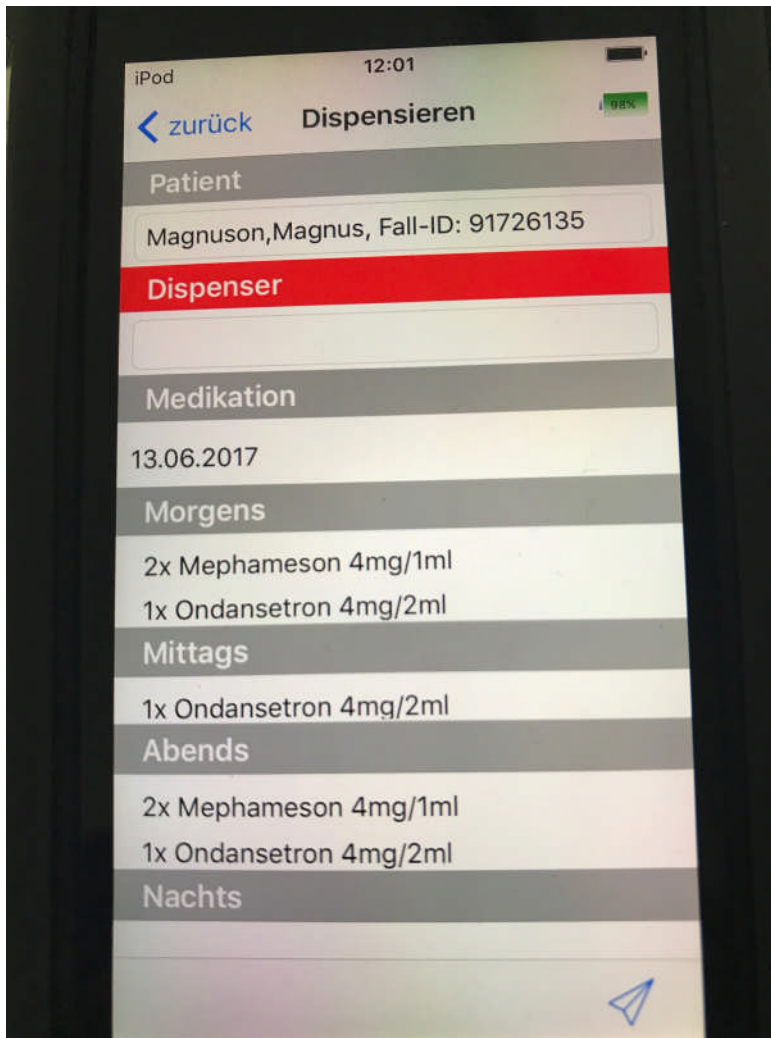 iPod
12:01
zurück
Dispensieren
98%
Patient
Magnuson,Magnus, Fall-ID: 91726135
Dispenser
Medikation
13.06.2017
Morgens
2x Mephameson 4mg/1ml
1x Ondansetron 4mg/2ml
Mittags
1x Ondansetron 4mg/2ml
Abends
2x Mephameson 4mg/1ml
1x Ondansetron 4mg/2ml
Nachts